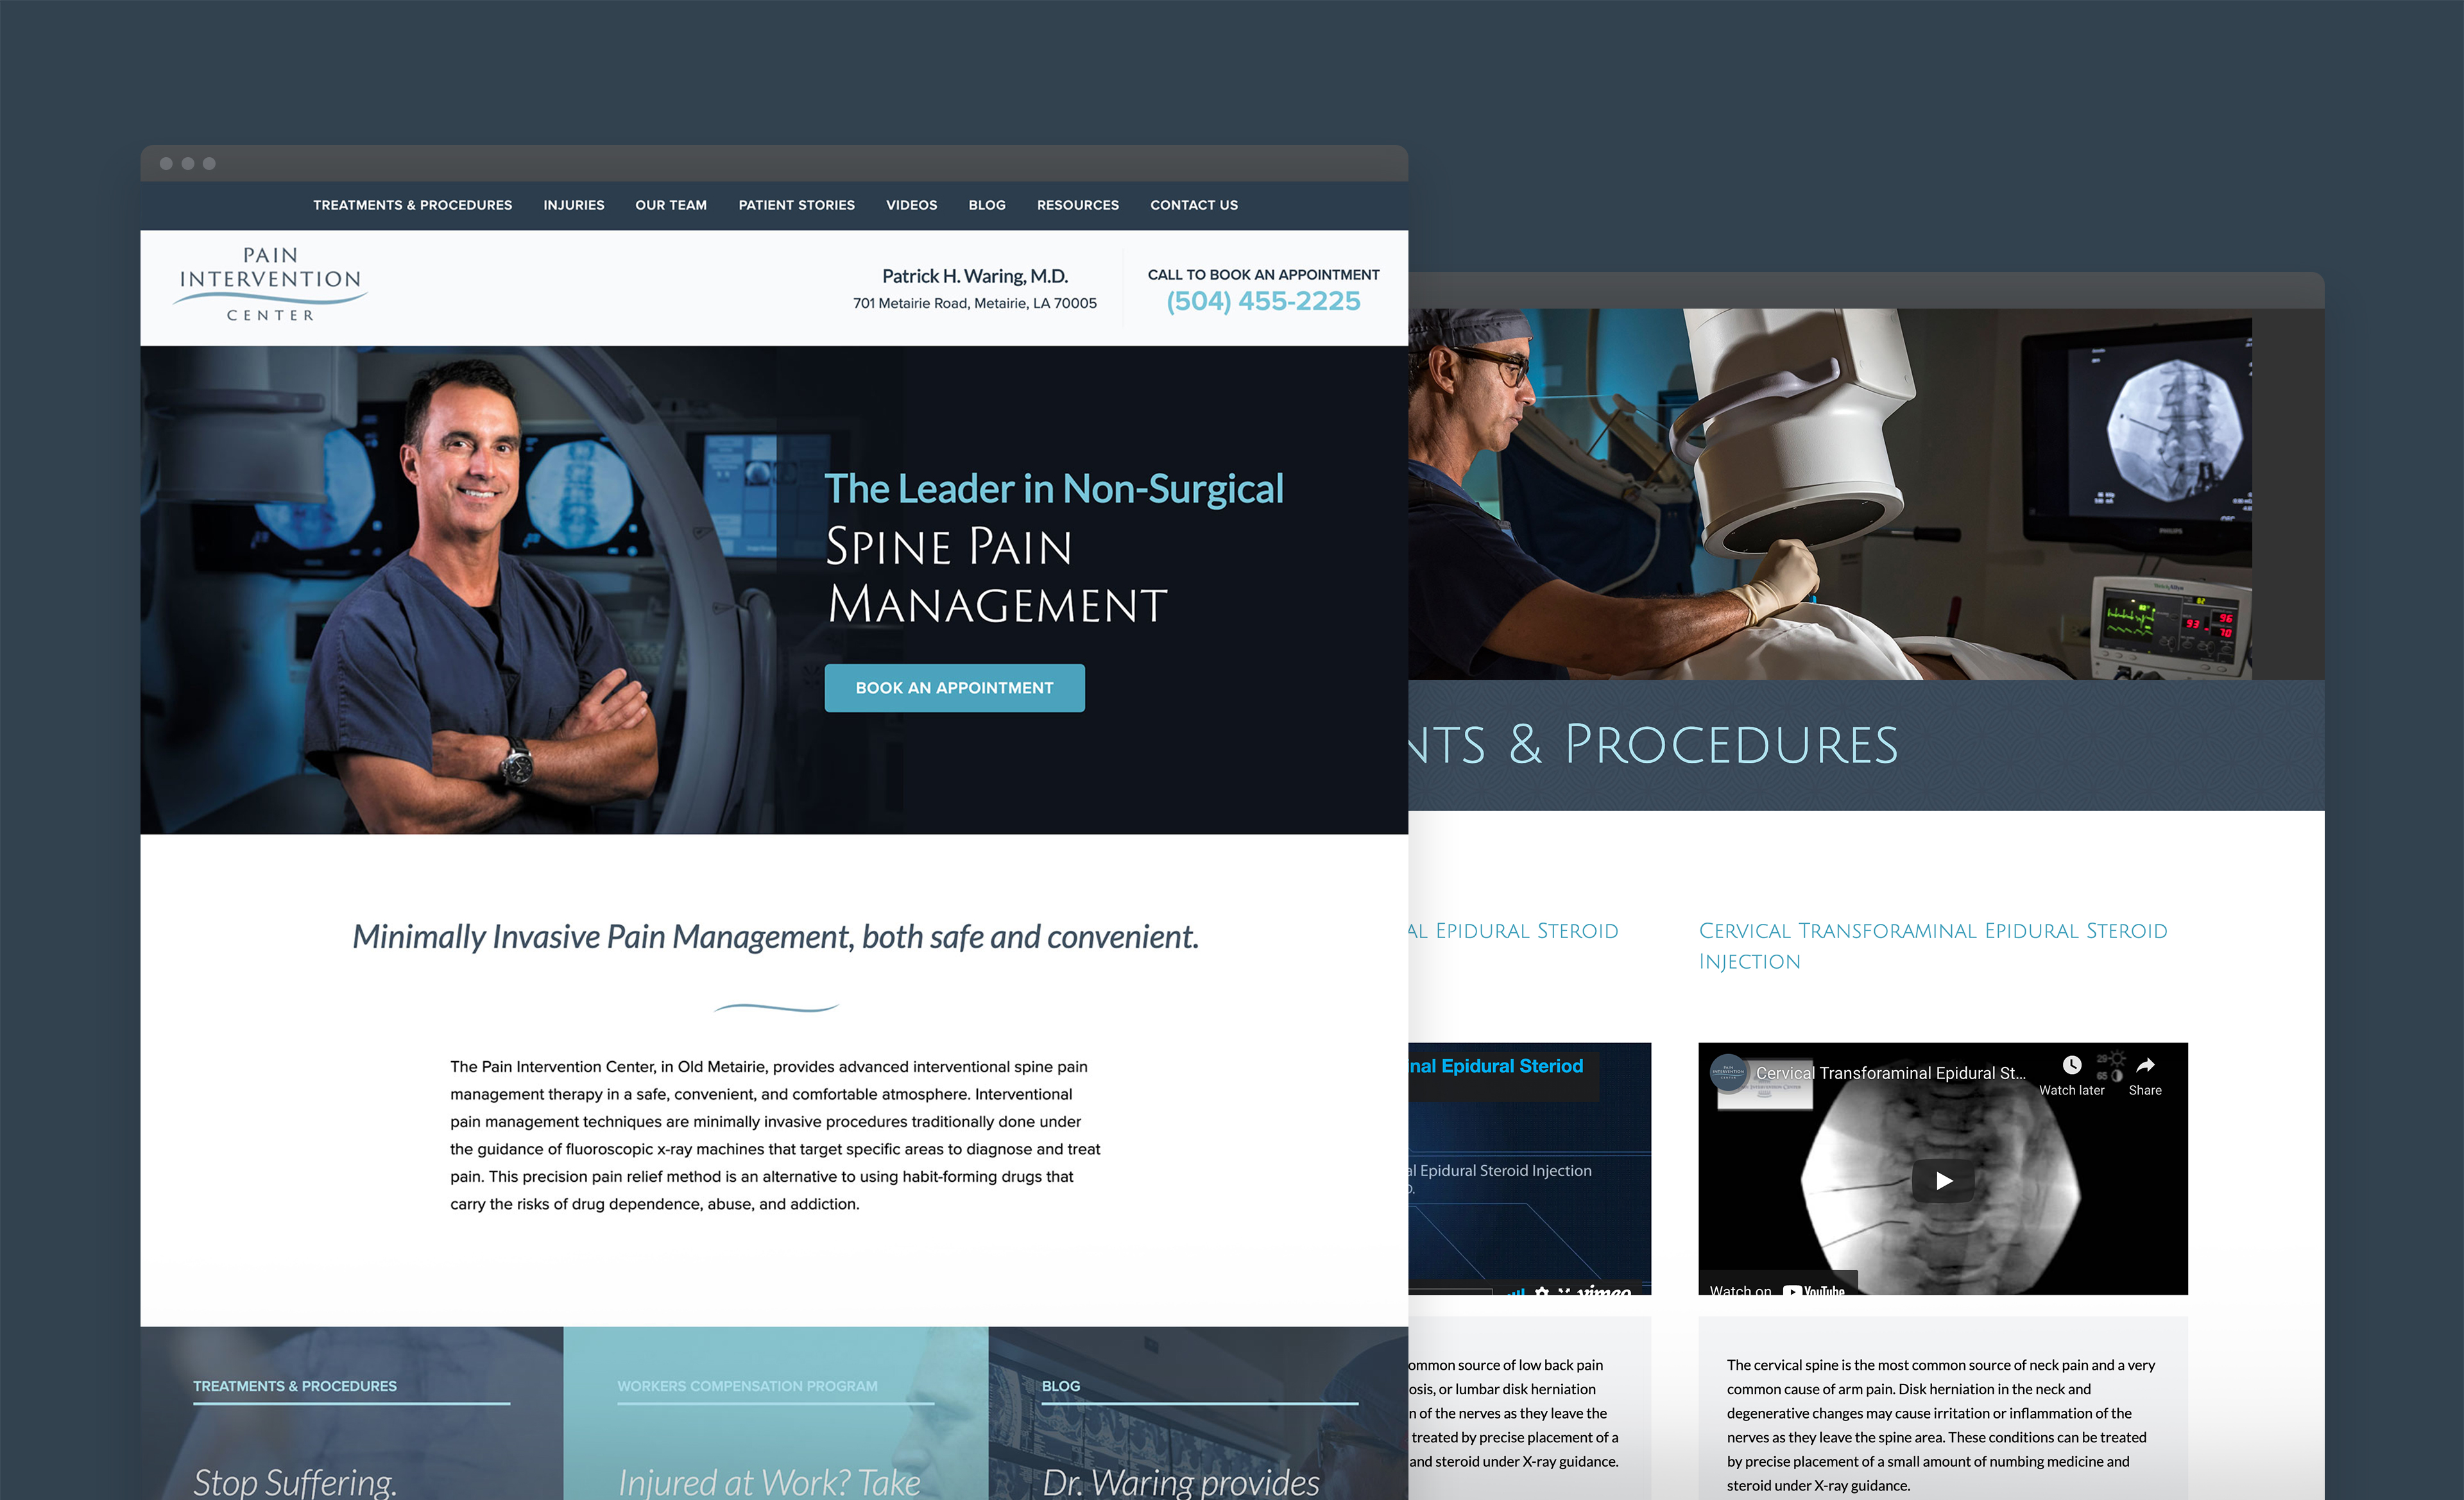 TREATMENTS & PROCEDURES INJURIES OUR TEAM PATIENT STORIES VIDEOS BLOG RESOURCES CONTACT US
PAIN
INTERVENTION
CENTER
Patrick H. Waring, M.D.
701 Metairie Road, Metairie, LA 70005
CALL TO BOOK AN APPOINTMENT
(504) 455-2225
The Leader in Non-Surgical
SPINE PAIN
MANAGEMENT
BOOK AN APPOINTMENT
Minimally Invasive Pain Management, both safe and convenient.
The Pain Intervention Center, in Old Metairie, provides advanced interventional spine pain
management therapy in a safe, convenient, and comfortable atmosphere. Interventional
pain management techniques are minimally invasive procedures traditionally done under
the guidance of fluoroscopic x-ray machines that target specific areas to diagnose and treat
pain. This precision pain relief method is an alternative to using habit-forming drugs that
carry the risks of drug dependence, abuse, and addiction.
TREATMENTS & PROCEDURES
Stop Suffering.
WORKERS COMPENSATION PROGRAM
Injured at Work? Take
BLOG
Dr. Waring provides
PHILIPS
62
93
96
70
NTS & PROCEDURES
AL EPIDURAL STEROID
nal Epidural Steriod
al Epidural Steroid Injection
vimeo
ommon source of low back pain
osis, or lumbar disk herniation
n of the nerves as they leave the
treated by precise placement of a
and steroid under X-ray guidance.
CERVICAL TRANSFORAMINAL EPIDURAL STEROID
INJECTION
Cervical Transforaminal Epidural St...
Watch later
Share
Watch on YouTube
The cervical spine is the most common source of neck pain and a very
common cause of arm pain. Disk herniation in the neck and
degenerative changes may cause irritation or inflammation of the
nerves as they leave the spine area. These conditions can be treated
by precise placement of a small amount of numbing medicine and
steroid under X-ray guidance.